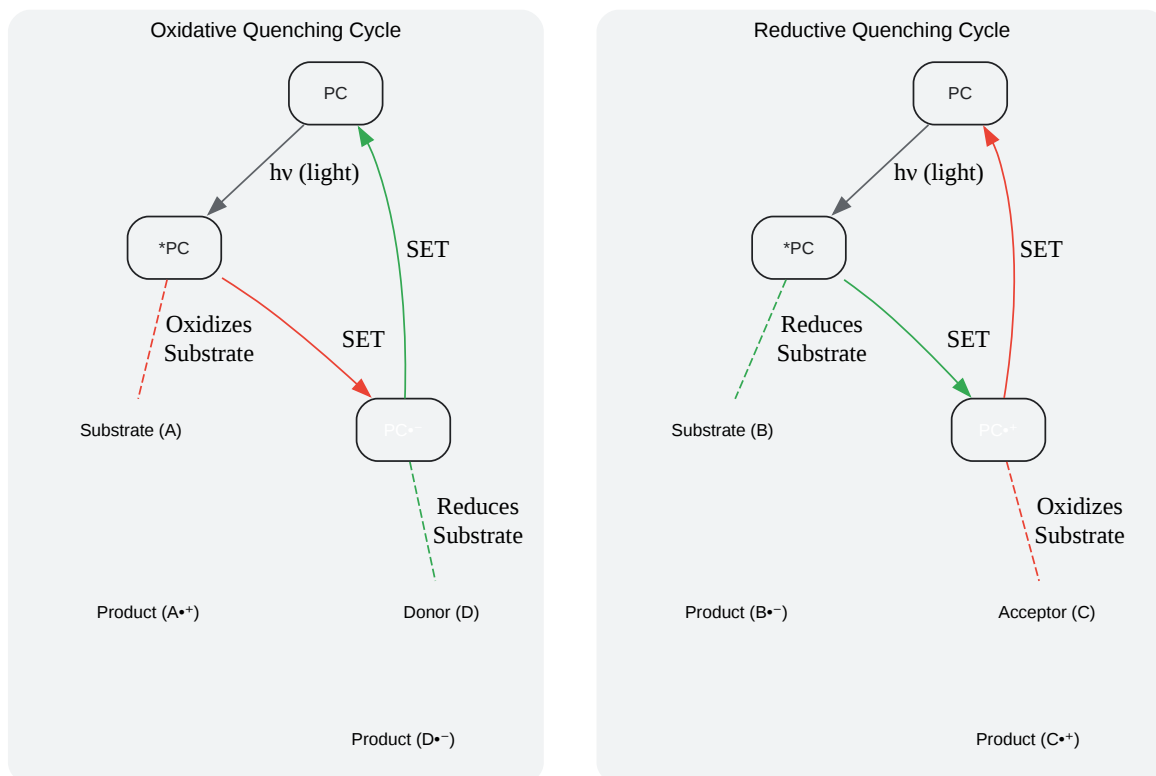 Oxidative Quenching Cycle
PC
hν (light)
*PC
SET
Oxidizes
Substrate
SET
Substrate (A)
PC•⁻
Reduces
Substrate
Product (A•⁺)
Donor (D)
Product (D•⁻)
Reductive Quenching Cycle
PC
hν (light)
*PC
SET
Reduces
Substrate
SET
Substrate (B)
PC•⁺
Oxidizes
Substrate
Product (B•⁻)
Acceptor (C)
Product (C•⁺)